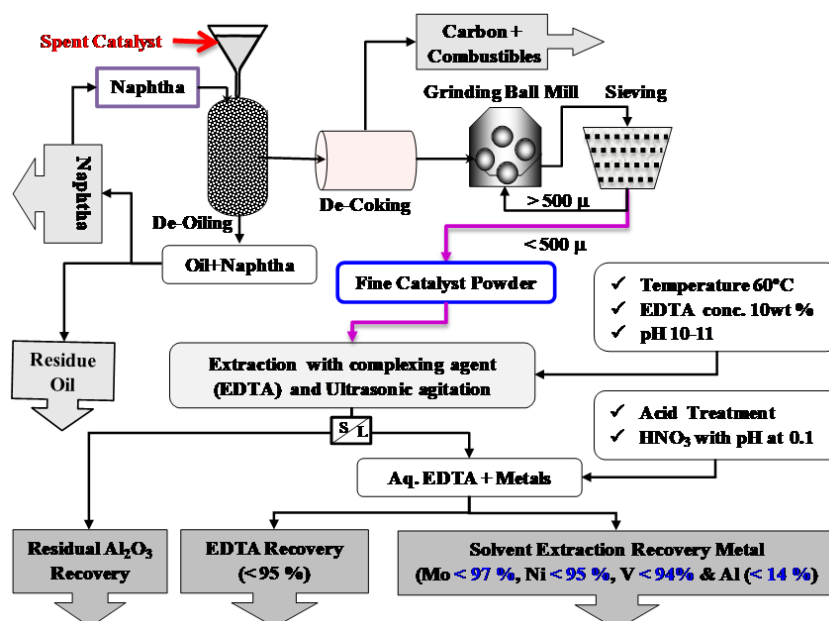 Spent Catalyst
Carbon +
Combustibles
Naphtha
Grinding Ball Mill
Sieving
Naphtha
De-Oiling
De-Coking
> 500 µ
< 500 µ
Oil+Naphtha
Fine Catalyst Powder
✓ Temperature 60°C
✓ EDTA conc. 10wt %
✓ pH 10-11
Residue
Oil
Extraction with complexing agent
(EDTA) and Ultrasonic agitation
✓ Acid Treatment
✓ HNO₃ with pH at 0.1
S L
Aq. EDTA + Metals
Residual Al₂O₃
Recovery
EDTA Recovery
(< 95 %)
Solvent Extraction Recovery Metal
(Mo < 97 %, Ni < 95 %, V < 94% & Al (< 14 %)